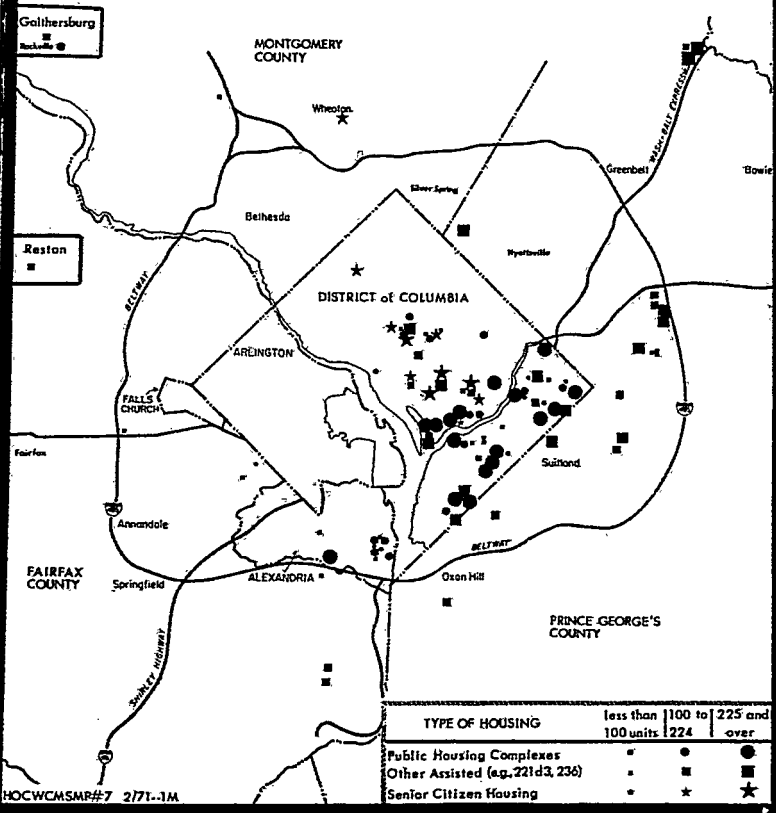 Gaithersburg
Rockville
MONTGOMERY
COUNTY
Wheaton
WASH-BALT EXPRESSWAY
Greenbelt
Bowie
Silver Spring
Bethesda
Hyattsville
Reston
BELTWAY
DISTRICT of COLUMBIA
ARLINGTON
FALLS
CHURCH
Fairfax
Suitland
Annandale
BELTWAY
FAIRFAX
COUNTY
Springfield
ALEXANDRIA
Oxon Hill
PRINCE GEORGE'S
COUNTY
SHIRLEY HIGHWAY
TYPE OF HOUSING less than 100 to 225 and
100 units 224 over
Public Housing Complexes
Other Assisted (e.g., 221d3, 236)
Senior Citizen Housing
HOCWCMSMP#7 2/71--1M